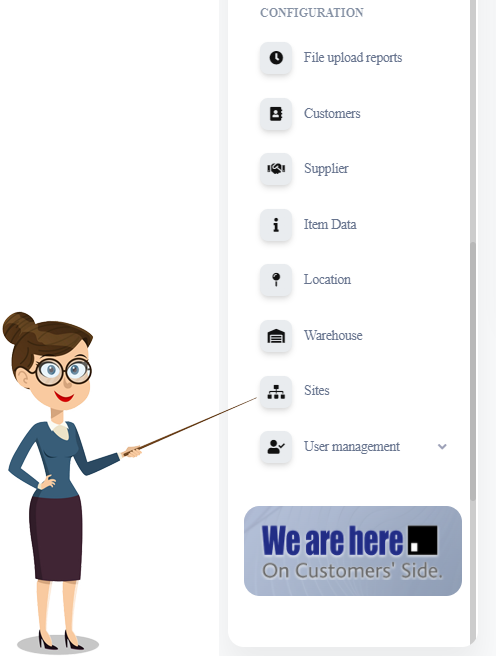 CONFIGURATION
File upload reports
Customers
Supplier
Item Data
Location
Warehouse
Sites
User management
We are here
On Customers' Side.